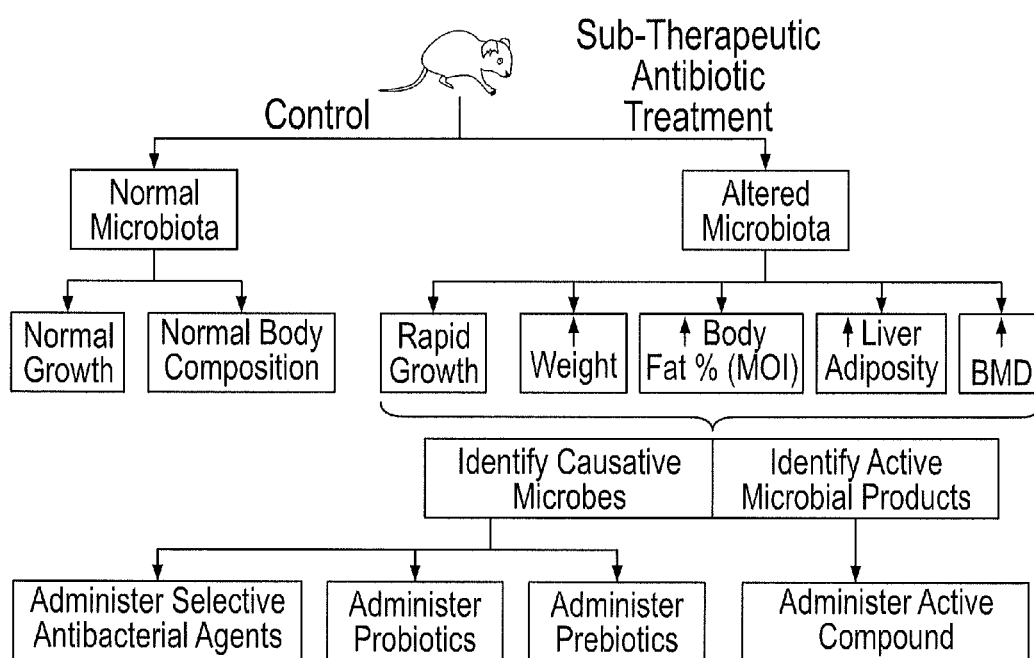 Sub-Therapeutic
Antibiotic
Treatment
Control
Normal
Microbiota
Altered
Microbiota
Normal
Growth
Normal Body
Composition
Rapid
Growth
↑
Weight
↑ Body
Fat % (MOI)
↑ Liver
Adiposity
↑
BMD
Identify Causative
Microbes
Identify Active
Microbial Products
Administer Selective
Antibacterial Agents
Administer
Probiotics
Administer
Prebiotics
Administer Active
Compound